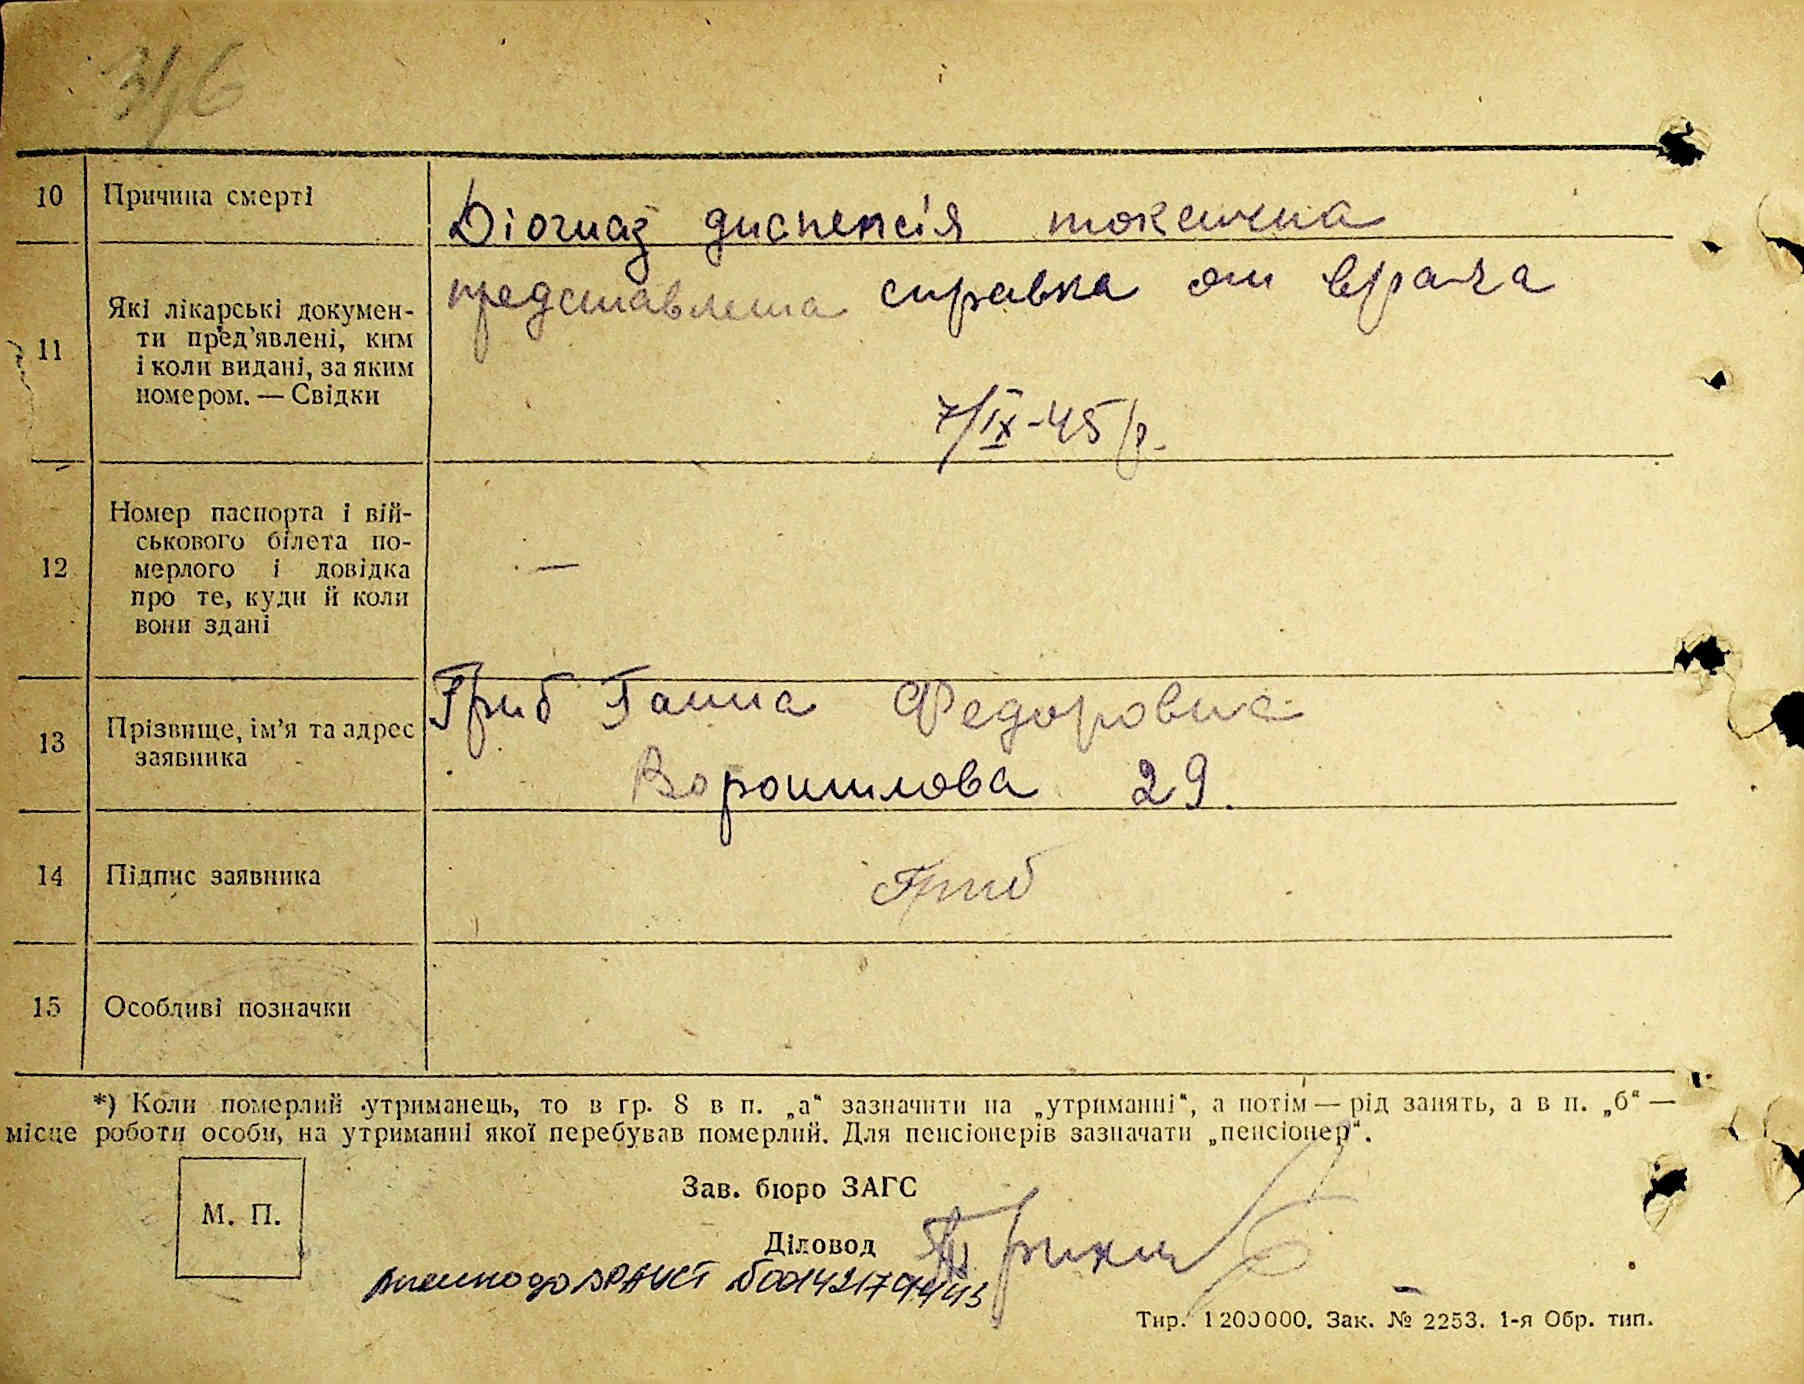 316
10 Причина смерті
Діогназ диспепсія токсична
11 Які лікарські докумен-
ти пред'явлені, ким
і коли видані, за яким
номером. — Свідки
представлена справка от врача
7/IX-45 р.
12 Номер паспорта і вій-
ськового білета по-
мерлого і довідка
про те, куди й коли
вони здані
—
13 Прізвище, ім'я та адрес
заявника
Гриб Ганна Федоровна
Ворошилова 29.
14 Підпис заявника
Гриб
15 Особливі позначки
*) Коли померлий утриманець, то в гр. 8 в п. „а“ зазначити на „утриманні“, а потім — рід занять, а в п. „б“ —
місце роботи особи, на утриманні якої перебував померлий. Для пенсіонерів зазначати „пенсіонер“.
М. П.
Зав. бюро ЗАГС
Діловод
Внесено до ДРАЦСГ
Тир. 1200000. Зак. № 2253. 1-я Обр. тип.